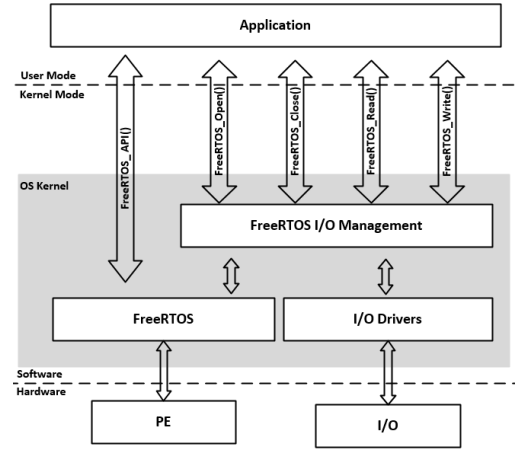 Application
User Mode
Kernel Mode
FreeRTOS_API()
FreeRTOS_Open()
FreeRTOS_Close()
FreeRTOS_Read()
FreeRTOS_Write()
OS Kernel
FreeRTOS I/O Management
FreeRTOS
I/O Drivers
Software
Hardware
PE
I/O